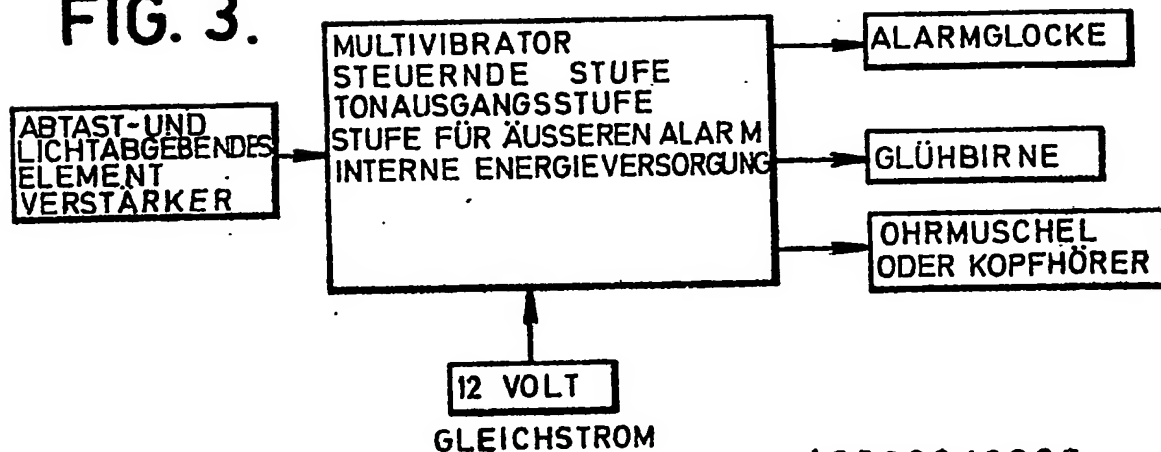 FIG. 3.
ABTAST-UND
LICHTABGEBENDES
ELEMENT
VERSTÄRKER
MULTIVIBRATOR
STEUERNDE STUFE
TONAUSGANGSSTUFE
STUFE FÜR ÄUSSEREN ALARM
INTERNE ENERGIEVERSORGUNG
ALARMGLOCKE
GLÜHBIRNE
OHRMUSCHEL
ODER KOPFHÖRER
12 VOLT
GLEICHSTROM